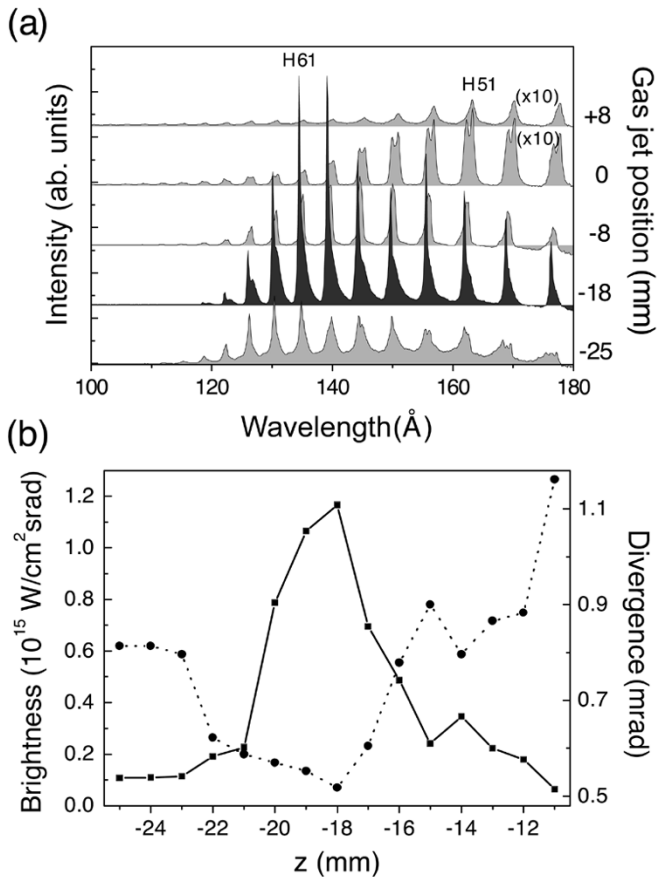 (a)
H61
H51
(x10)
+8
(x10)
0
-8
-18
-25
Intensity (ab. units)
Gas jet position (mm)
100 120 140 160 180
Wavelength(Å)
(b)
1.2
1.0
0.8
0.6
0.4
0.2
0.0
Brightness (10¹⁵ W/cm² srad)
1.1
0.9
0.7
0.5
Divergence (mrad)
-24 -22 -20 -18 -16 -14 -12
z (mm)